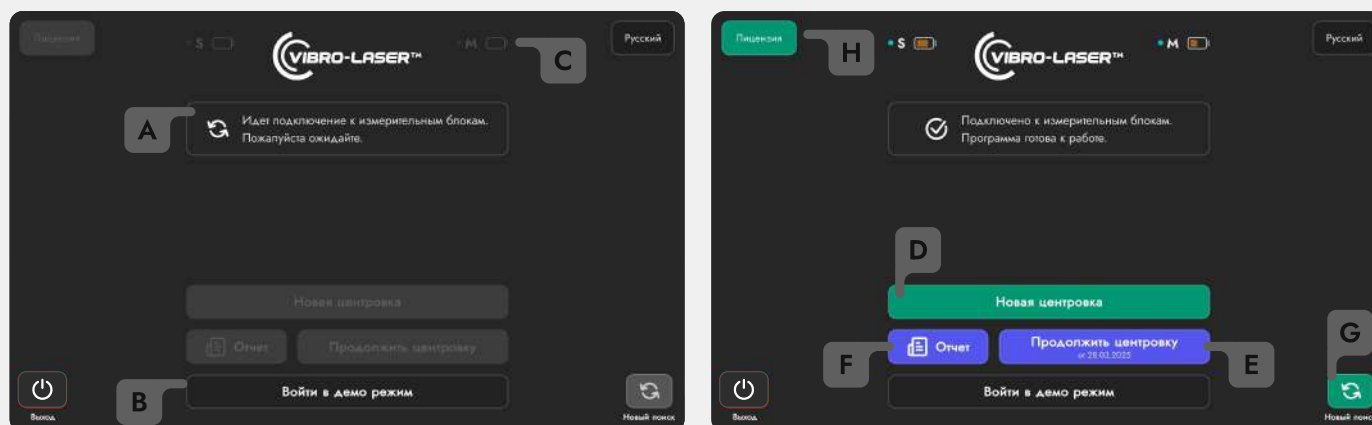 Лицензия
S
VIBRO-LASER™
M
Русский
C
A
Идет подключение к измерительным блокам.
Пожалуйста ожидайте.
Новая центровка
Отчет
Продолжить центровку
B
Войти в демо режим
Выход
Новый поиск
Лицензия
H
S
VIBRO-LASER™
M
Русский
Подключено к измерительным блокам.
Программа готова к работе.
D
Новая центровка
F
Отчет
Продолжить центровку
от 28.03.2025
E
G
Войти в демо режим
Выход
Новый поиск